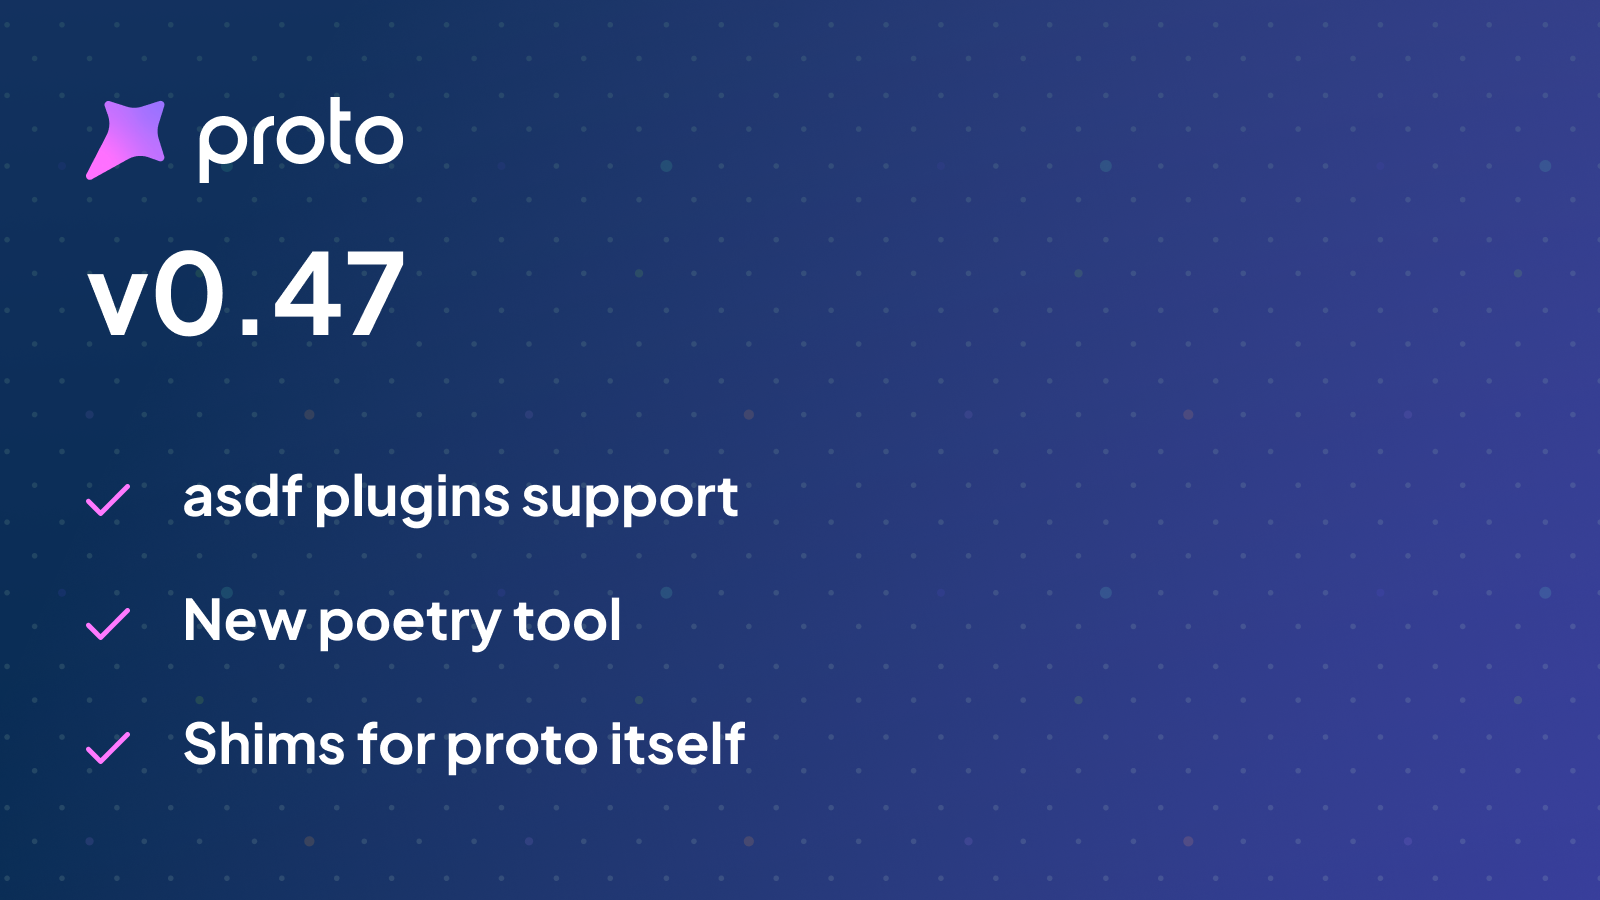 proto
v0.47
asdf plugins support
New poetry tool
Shims for proto itself